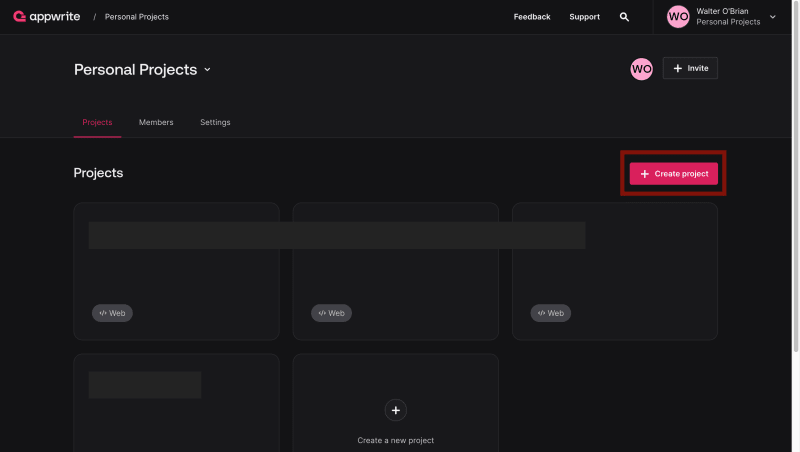 appwrite / Personal Projects Feedback Support WO Walter O'Brian
Personal Projects
Personal Projects WO + Invite
Projects Members Settings
Projects + Create project
</> Web </> Web </> Web
+
Create a new project